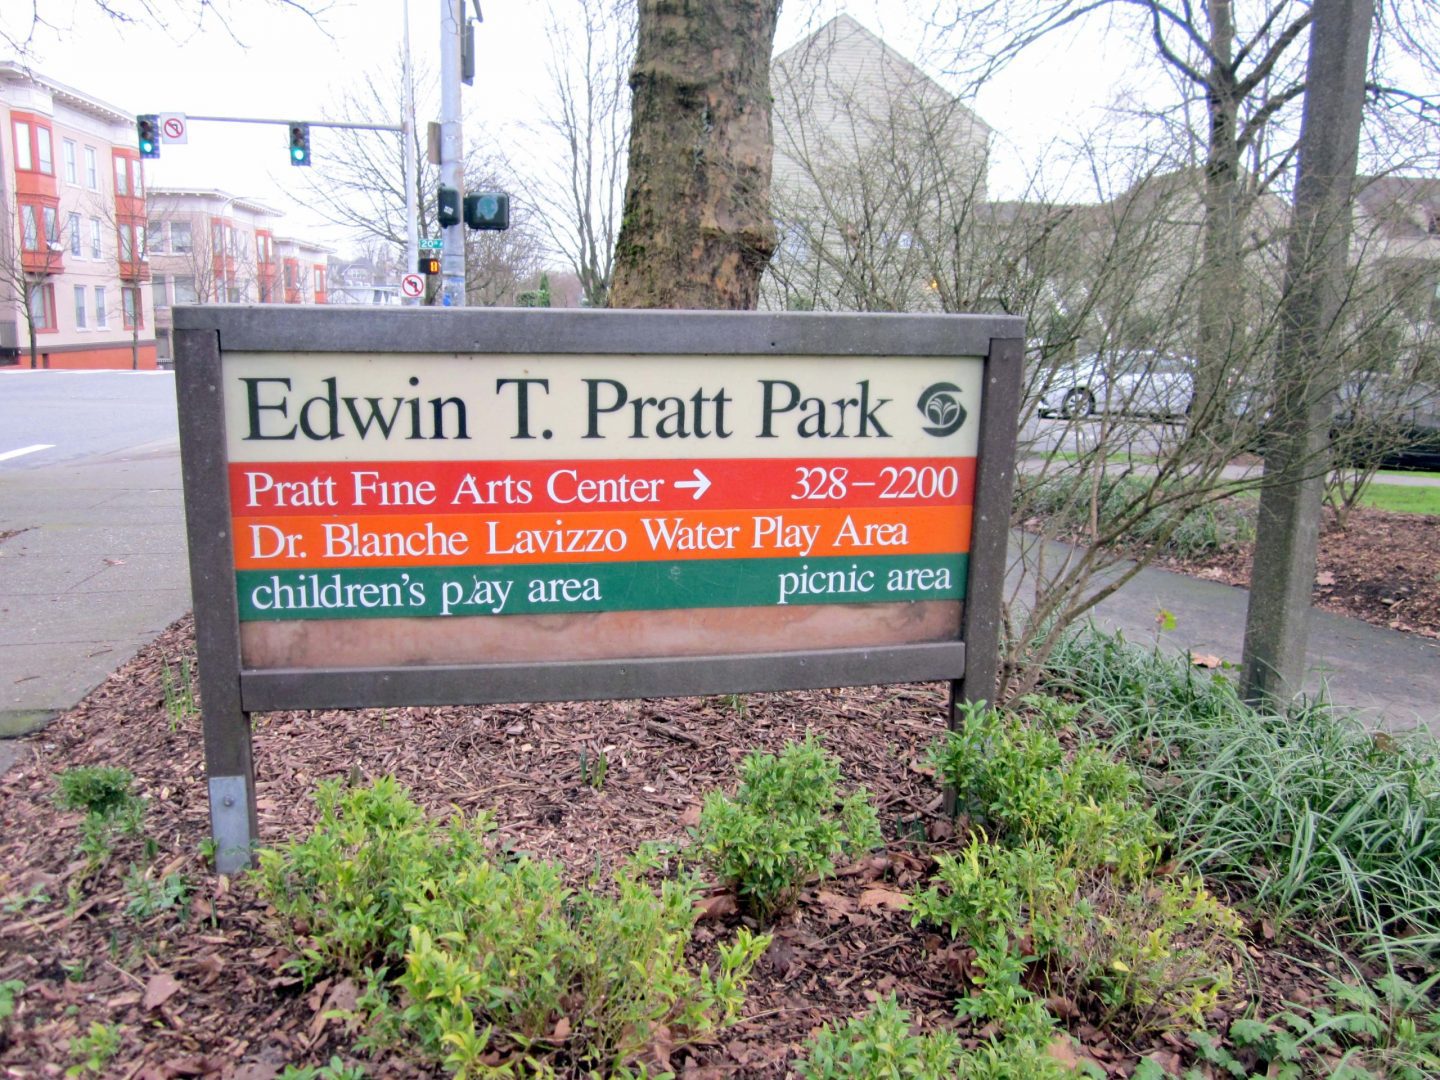 20th
Edwin T. Pratt Park
Pratt Fine Arts Center → 328-2200
Dr. Blanche Lavizzo Water Play Area
children's play area picnic area